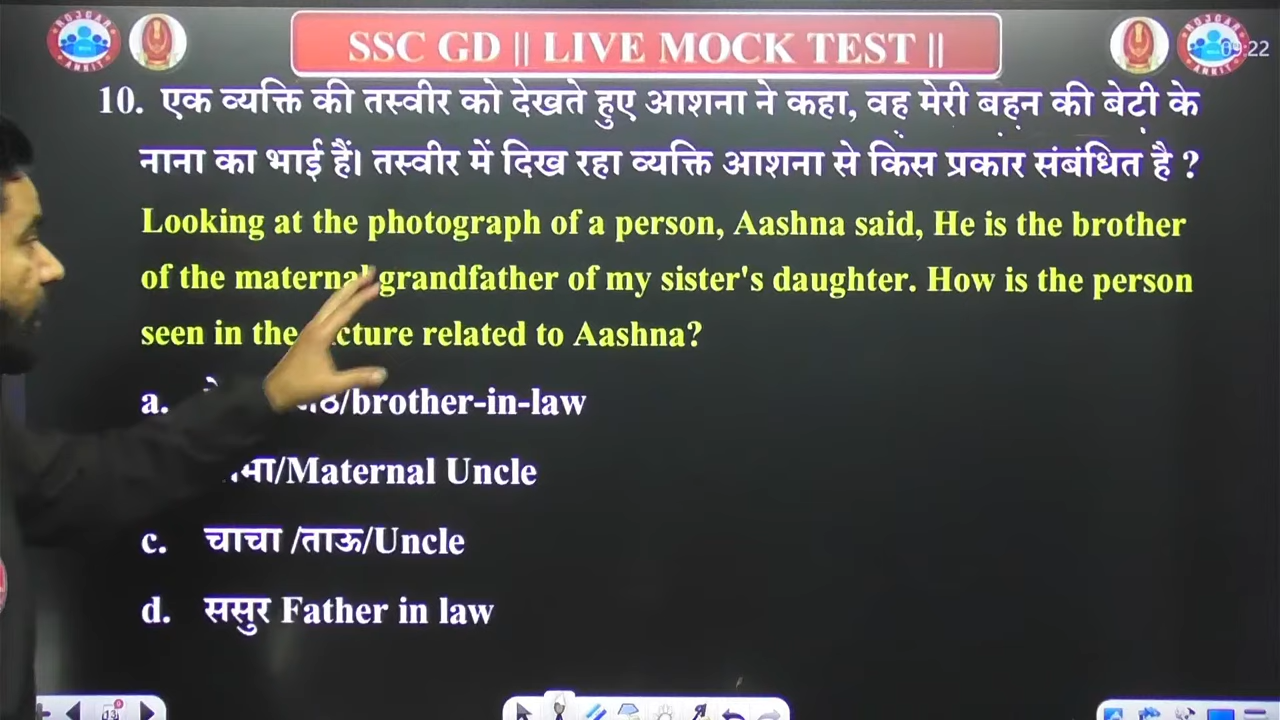 SSC GD || LIVE MOCK TEST ||
09:22
10. एक व्यक्ति की तस्वीर को देखते हुए आशना ने कहा, वह मेरी बहन की बेटी के
नाना का भाई हैं। तस्वीर में दिख रहा व्यक्ति आशना से किस प्रकार संबंधित है ?
Looking at the photograph of a person, Aashna said, He is the brother
of the maternal grandfather of my sister's daughter. How is the person
seen in the related to Aashna?
a. /brother-in-law
/Maternal Uncle
c. चाचा /ताऊ/Uncle
d. ससुर Father in law